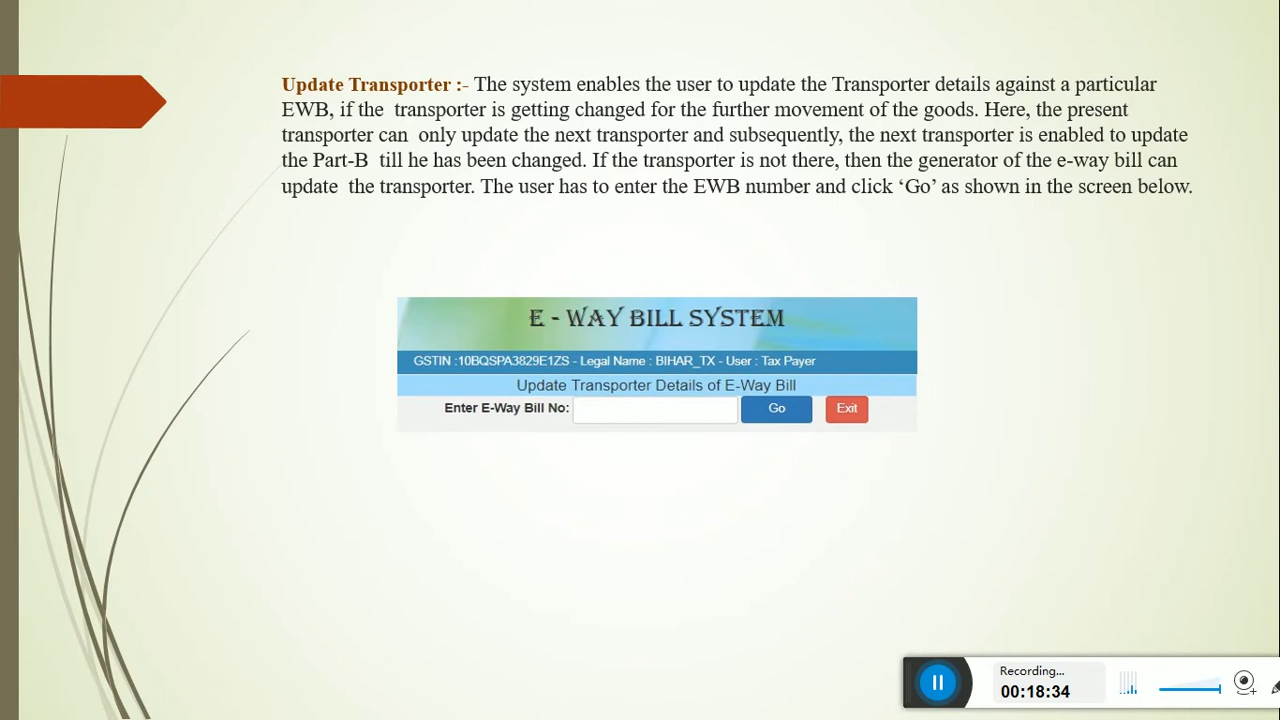 Update Transporter :- The system enables the user to update the Transporter details against a particular
EWB, if the transporter is getting changed for the further movement of the goods. Here, the present
transporter can only update the next transporter and subsequently, the next transporter is enabled to update
the Part-B till he has been changed. If the transporter is not there, then the generator of the e-way bill can
update the transporter. The user has to enter the EWB number and click ‘Go’ as shown in the screen below.
E - WAY BILL SYSTEM
GSTIN :10BQSPA3829E1ZS - Legal Name : BIHAR_TX - User : Tax Payer
Update Transporter Details of E-Way Bill
Enter E-Way Bill No: Go Exit
Recording...
00:18:34